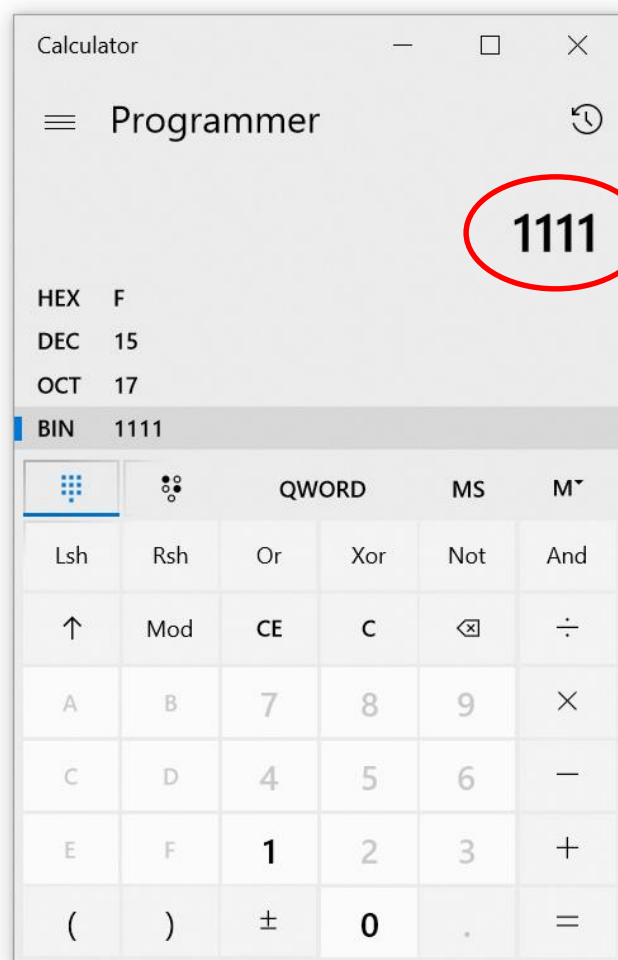 Calculator
Programmer
1111
HEX F
DEC 15
OCT 17
BIN 1111
QWORD MS M
Lsh Rsh Or Xor Not And
↑ Mod CE C ÷
A B 7 8 9 ×
C D 4 5 6 −
E F 1 2 3 +
( ) ± 0 . =